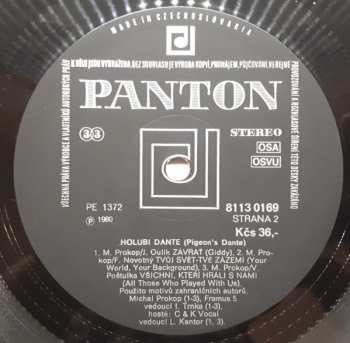 MADE IN CZECHOSLOVAKIA
VŠECHNA PRÁVA VÝROBCE A VLASTNÍKŮ AUTORSKÝCH PRÁV
K DÍLU JSOU VYHRAZENA. BEZ SOUHLASU JE VÝROBA KOPIÍ, PRONÁJEM, PŮJČOVÁNÍ, VEŘEJNÉ
PROVOZOVÁNÍ A ROZHLASOVÉ ŠÍŘENÍ TÉTO DESKY ZAKÁZÁNO
PANTON
33
STEREO
OSA
OSVU
PE 1372
8113 0169
Ⓟ 1980
STRANA 2
Kčs 36,-
HOLUBI DANTE (Pigeon's Dante)
1. M. Prokop/I. Oulík ZÁVRAŤ (Giddy), 2. M. Pro-
kop/F. Novotný TVŮJ SVĚT-TVÉ ZÁZEMÍ (Your
World, Your Background), 3. M. Prokop/V.
Poštulka VŠICHNI, KTEŘÍ HRÁLI S NÁMI
(All Those Who Played With Us).
Použito motivů zahraničních autorů.
Michal Prokop (1-3), Framus 5
vedoucí I. Trnka (1-3),
hosté: C & K Vocal
vedoucí L. Kantor (1, 3)